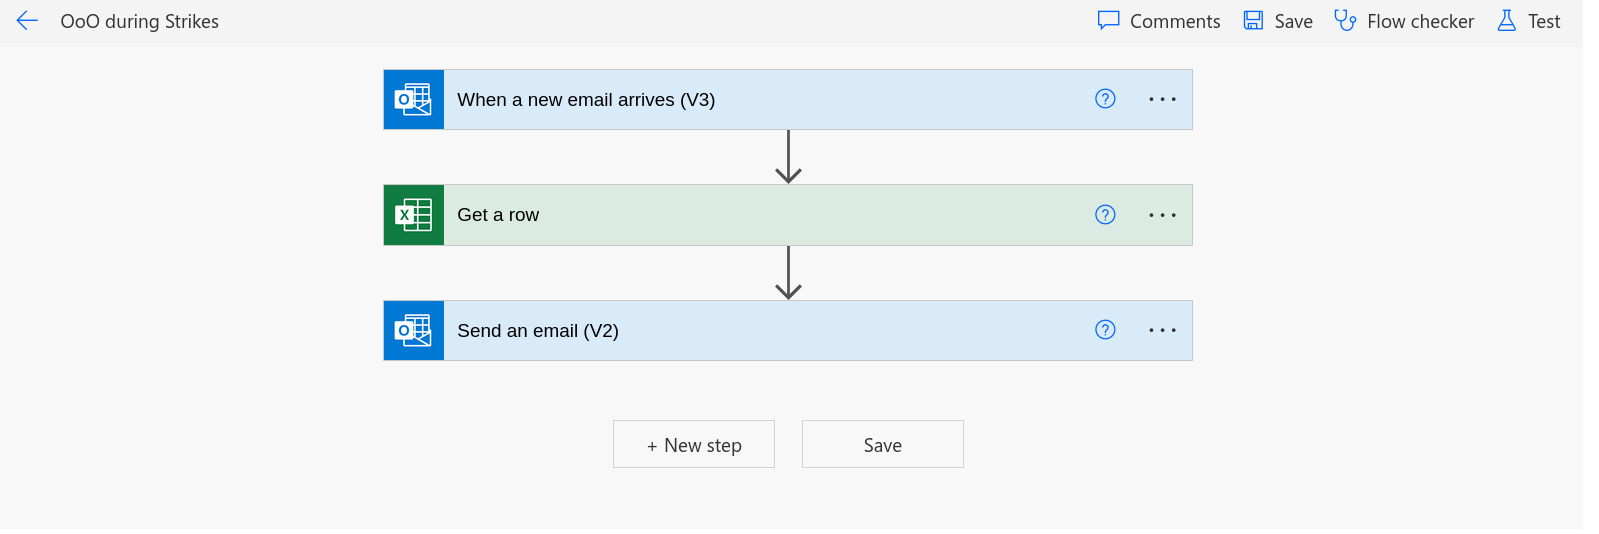 OoO during Strikes
Comments
Save
Flow checker
Test
When a new email arrives (V3)
Get a row
Send an email (V2)
+ New step
Save